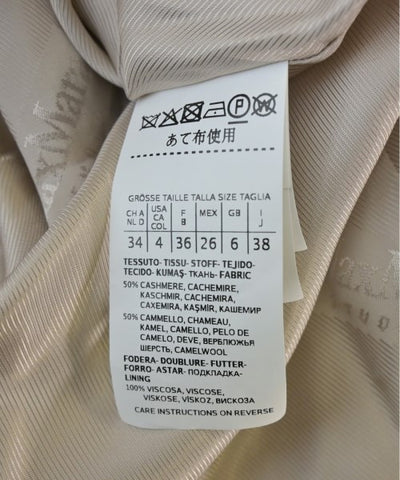 P W
あて布使用
GRÖSSE TAILLE TALLA SIZE TAGLIA
CH A NL D USA CA COL F B MEX GB I J
34 4 36 26 6 38
TESSUTO- TISSU- STOFF- TEJIDO-
TECIDO- KUMAŞ- ТКАНЬ- FABRIC
50% CASHMERE, CACHEMIRE,
KASCHMIR, CACHEMIRA,
CAXEMIRA, KAŞMİR, КАШЕМИР
50% CAMMELLO, CHAMEAU,
KAMEL, CAMELLO, PELO DE
CAMELO, DEVE, ВЕРБЛЮЖЬЯ
ШЕРСТЬ, CAMELWOOL
FODERA- DOUBLURE- FUTTER-
FORRO- ASTAR- ПОДКЛАДКА-
LINING
100% VISCOSA, VISCOSE,
VISKOSE, VİSKOZ, ВИСКОЗА
CARE INSTRUCTIONS ON REVERSE